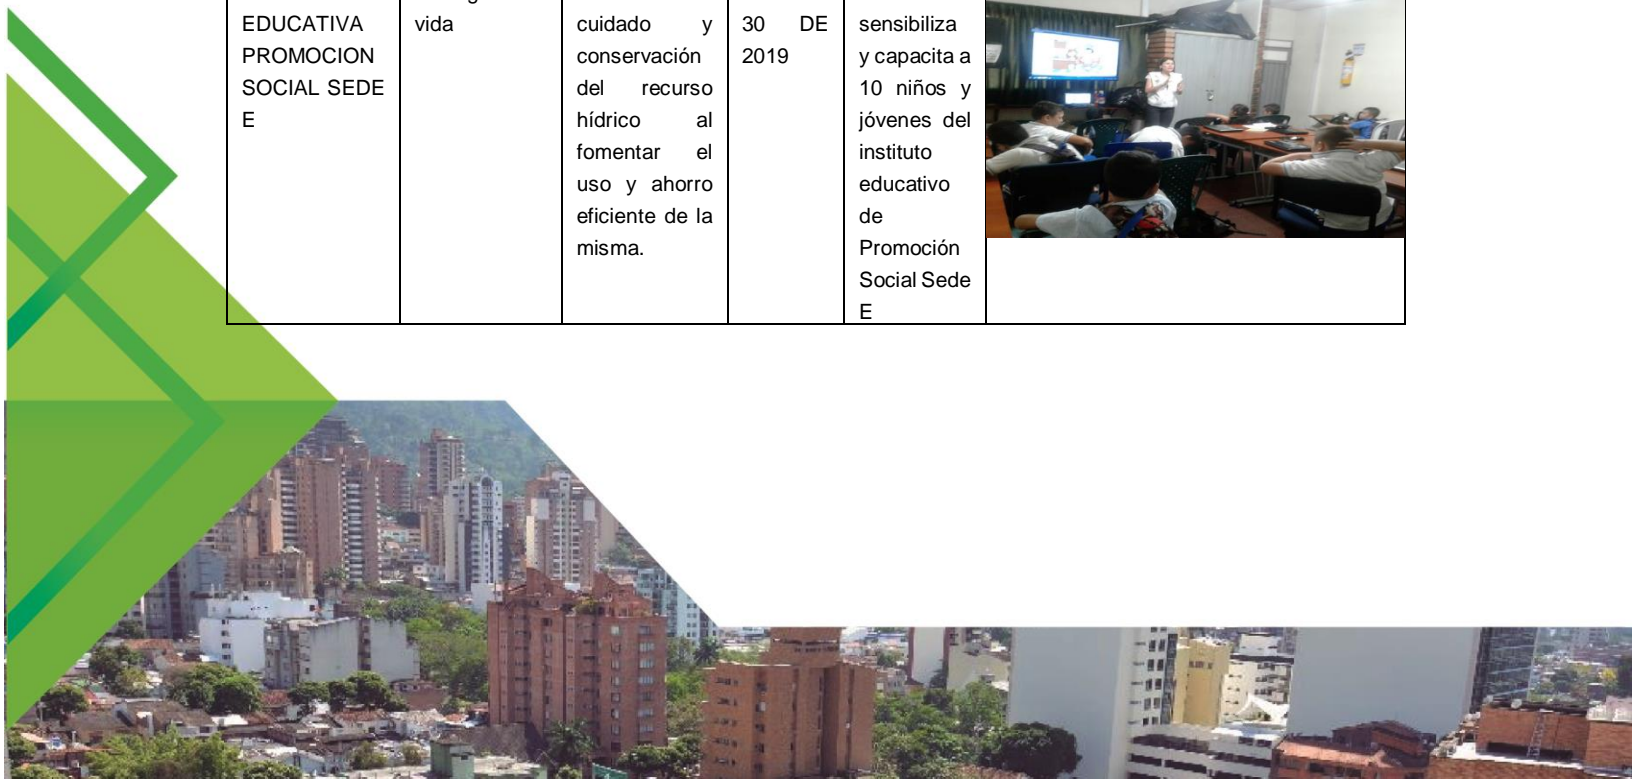 EDUCATIVA
PROMOCION
SOCIAL SEDE
E
vida
cuidado y
conservación
del recurso
hídrico al
fomentar el
uso y ahorro
eficiente de la
misma.
30 DE
2019
sensibiliza
y capacita a
10 niños y
jóvenes del
instituto
educativo
de
Promoción
Social Sede
E